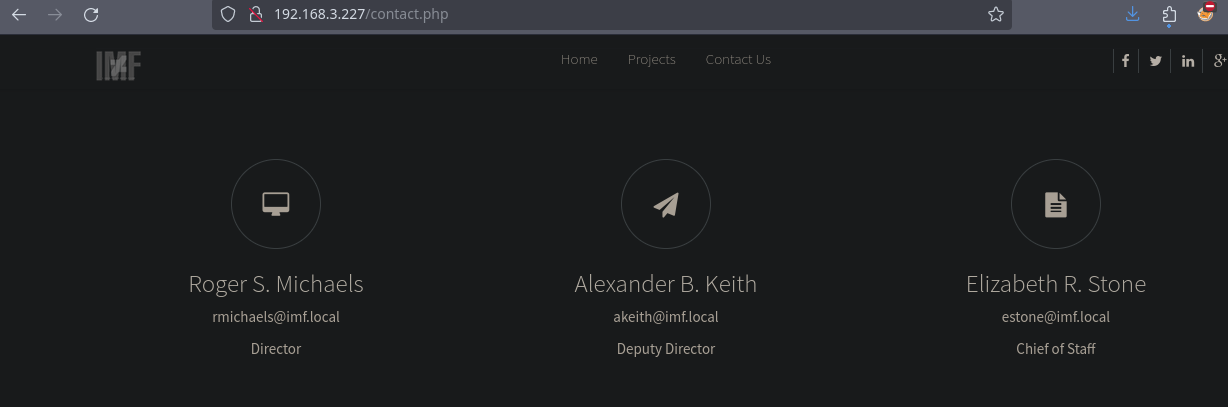 192.168.3.227/contact.php
IMF
Home Projects Contact Us
Roger S. Michaels
Alexander B. Keith
Elizabeth R. Stone
rmichaels@imf.local
akeith@imf.local
estone@imf.local
Director
Deputy Director
Chief of Staff